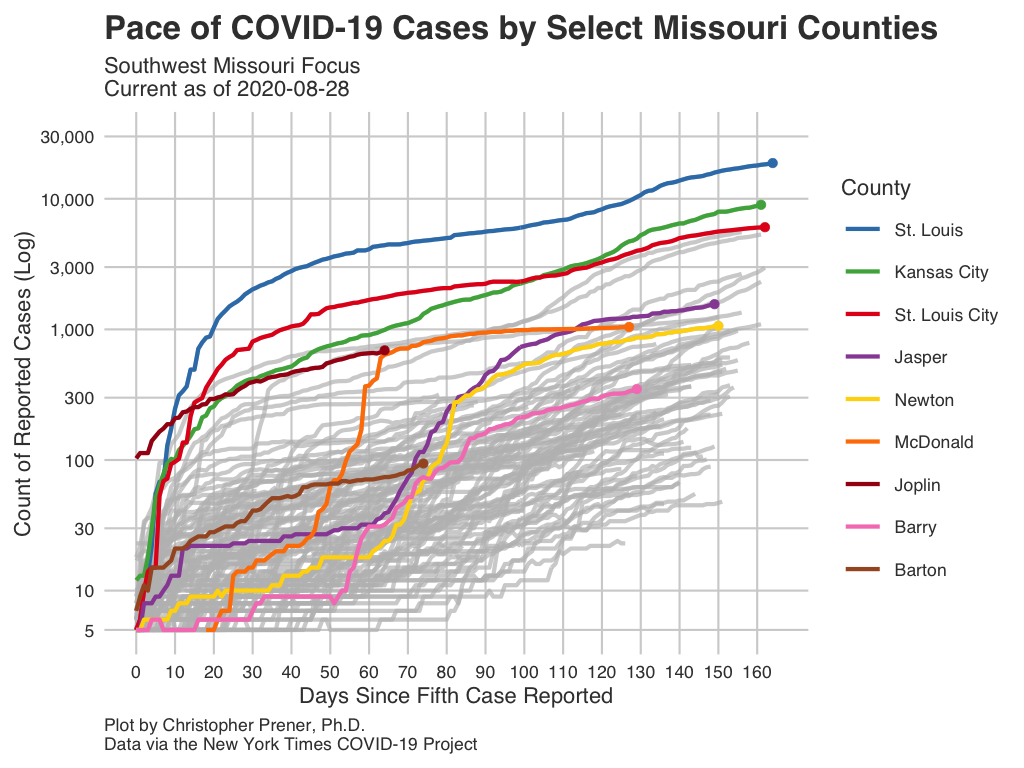 Pace of COVID-19 Cases by Select Missouri Counties
Southwest Missouri Focus
Current as of 2020-08-28
Count of Reported Cases (Log)
30,000
10,000
3,000
1,000
300
100
30
10
5
0 10 20 30 40 50 60 70 80 90 100 110 120 130 140 150 160
Days Since Fifth Case Reported
County
St. Louis
Kansas City
St. Louis City
Jasper
Newton
McDonald
Joplin
Barry
Barton
Plot by Christopher Prener, Ph.D.
Data via the New York Times COVID-19 Project